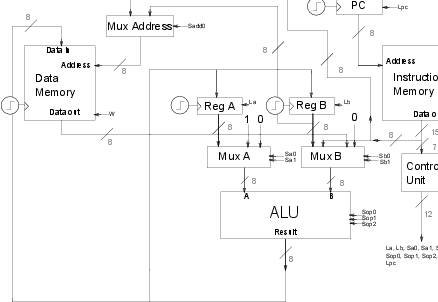 PC
Lpc
8
8
Mux Address
Sadd0
8
Data In
Address
Data
Memory
Data out
W
8
8
8
Address
Instructio
Memory
Data o
Reg A
La
Reg B
Lb
1 0
0
8
8
8
15
7
Mux A
Sa0
Sa1
Mux B
Sb0
Sb1
Contro
Unit
8
8
A
B
ALU
Result
Sop0
Sop1
Sop2
12
8
La, Lb, Sa0, Sa1, S
Sop0, Sop1, Sop2,
Lpc